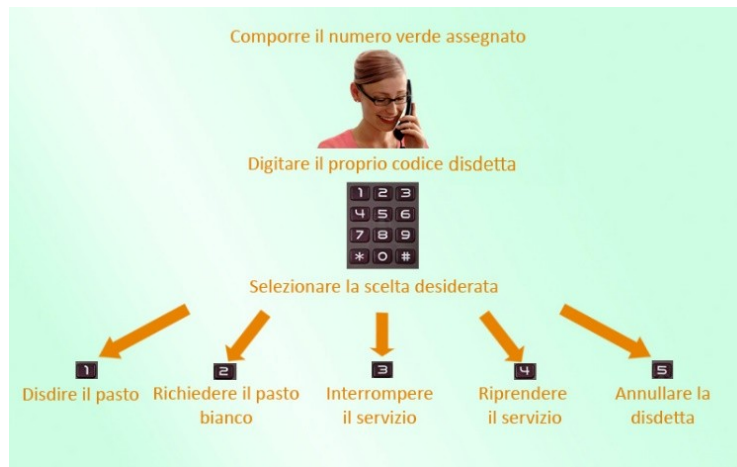 Comporre il numero verde assegnato
Digitare il proprio codice disdetta
1 2 3
4 5 6
7 8 9
* 0 #
Selezionare la scelta desiderata
1
2
3
4
5
Disdire il pasto
Richiedere il pasto
bianco
Interrompere
il servizio
Riprendere
il servizio
Annullare la
disdetta